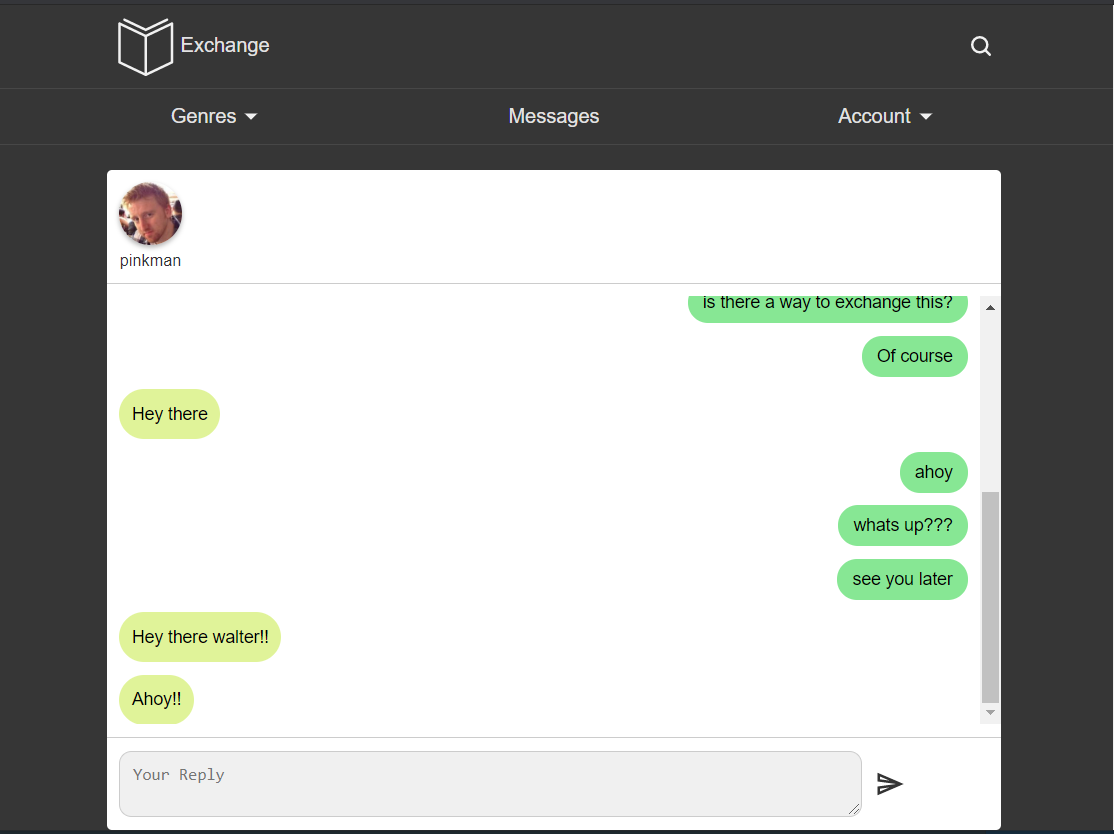 Exchange
Genres
Messages
Account
pinkman
is there a way to exchange this?
Of course
Hey there
ahoy
whats up???
see you later
Hey there walter!!
Ahoy!!
Your Reply